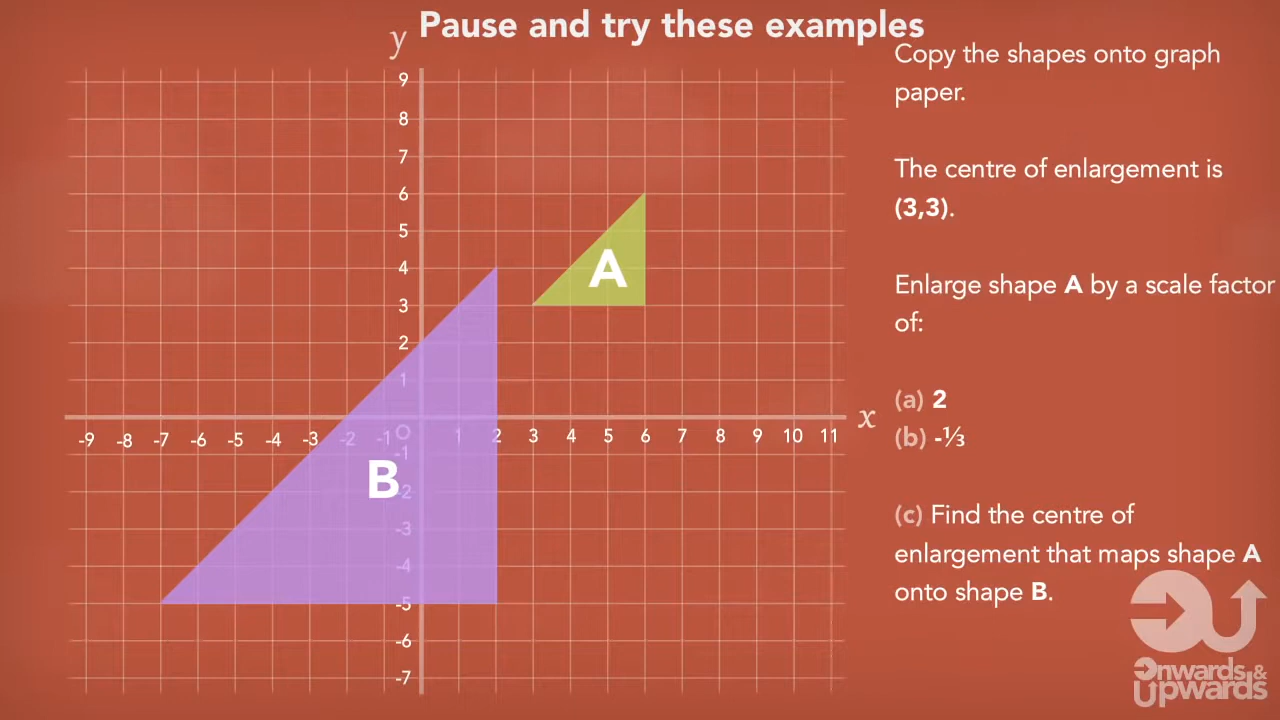 Pause and try these examples
y
9
8
7
6
5
4
3
2
1
-9 -8 -7 -6 -5 -4 -3 -2 -1 O 1 2 3 4 5 6 7 8 9 10 11 x
-1
-2
-3
-4
-5
-6
-7
A
B
Copy the shapes onto graph
paper.
The centre of enlargement is
(3,3).
Enlarge shape A by a scale factor
of:
(a) 2
(b) -⅓
(c) Find the centre of
enlargement that maps shape A
onto shape B.
Onwards &
Upwards